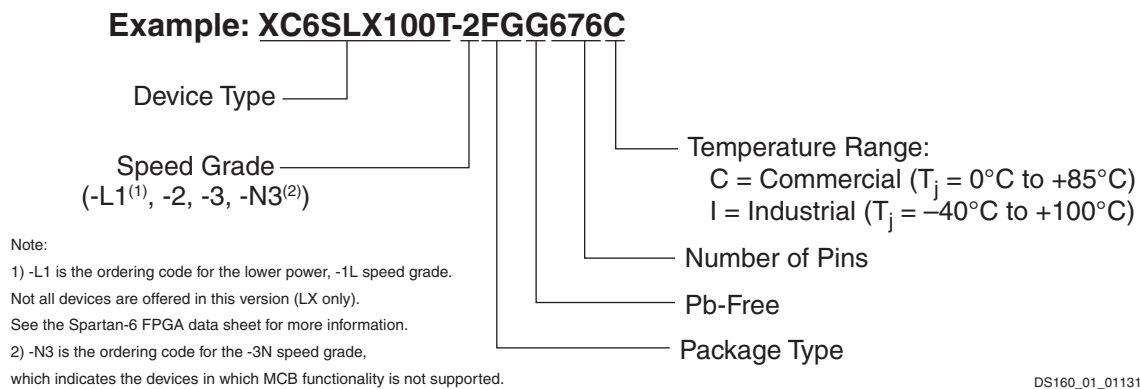 Example: XC6SLX100T-2FGG676C
Device Type
Speed Grade
(-L1(1), -2, -3, -N3(2))
Temperature Range:
C = Commercial (Tj = 0°C to +85°C)
I = Industrial (Tj = –40°C to +100°C)
Number of Pins
Pb-Free
Package Type
Note:
1) -L1 is the ordering code for the lower power, -1L speed grade.
Not all devices are offered in this version (LX only).
See the Spartan-6 FPGA data sheet for more information.
2) -N3 is the ordering code for the -3N speed grade,
which indicates the devices in which MCB functionality is not supported.
DS160_01_01131